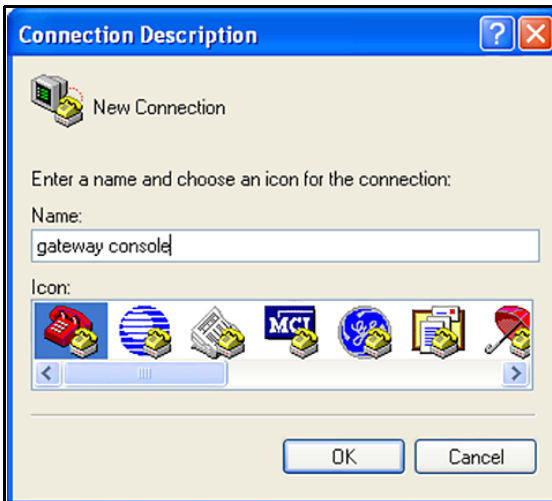 Connection Description
New Connection
Enter a name and choose an icon for the connection:
Name:
gateway console
Icon:
MCI
OK
Cancel